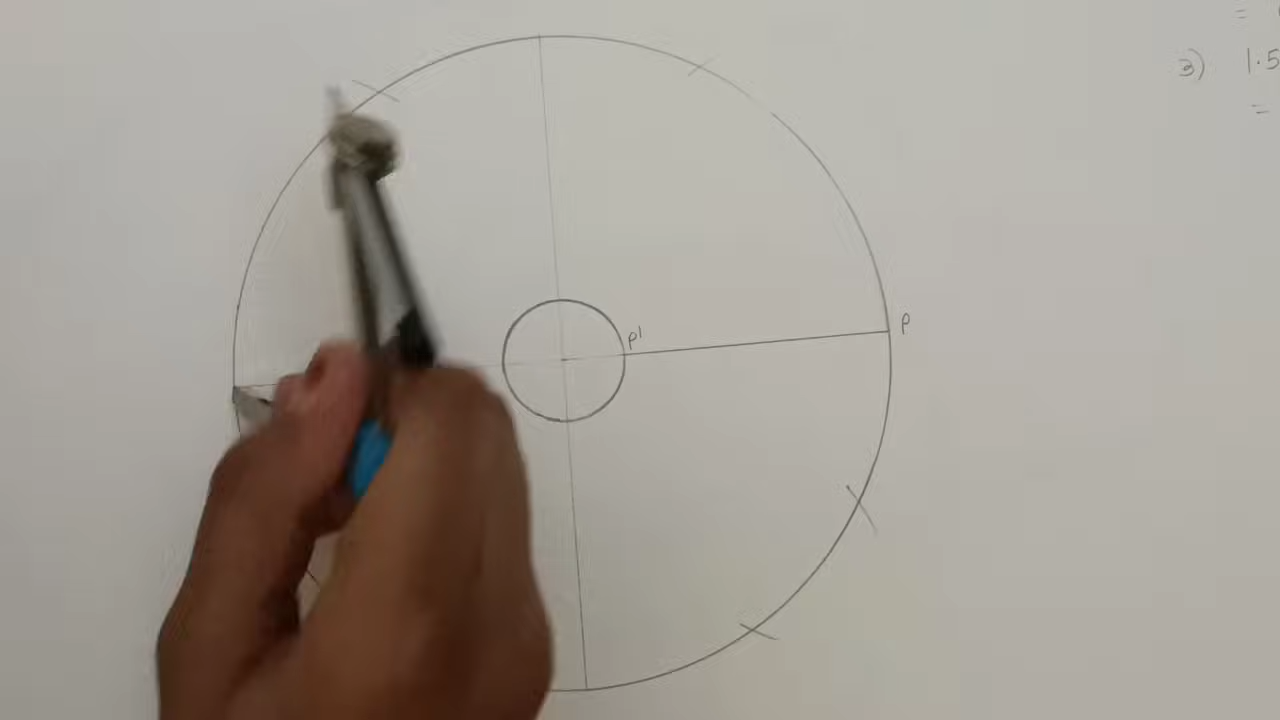 =
3) 1.5
=
P'
P